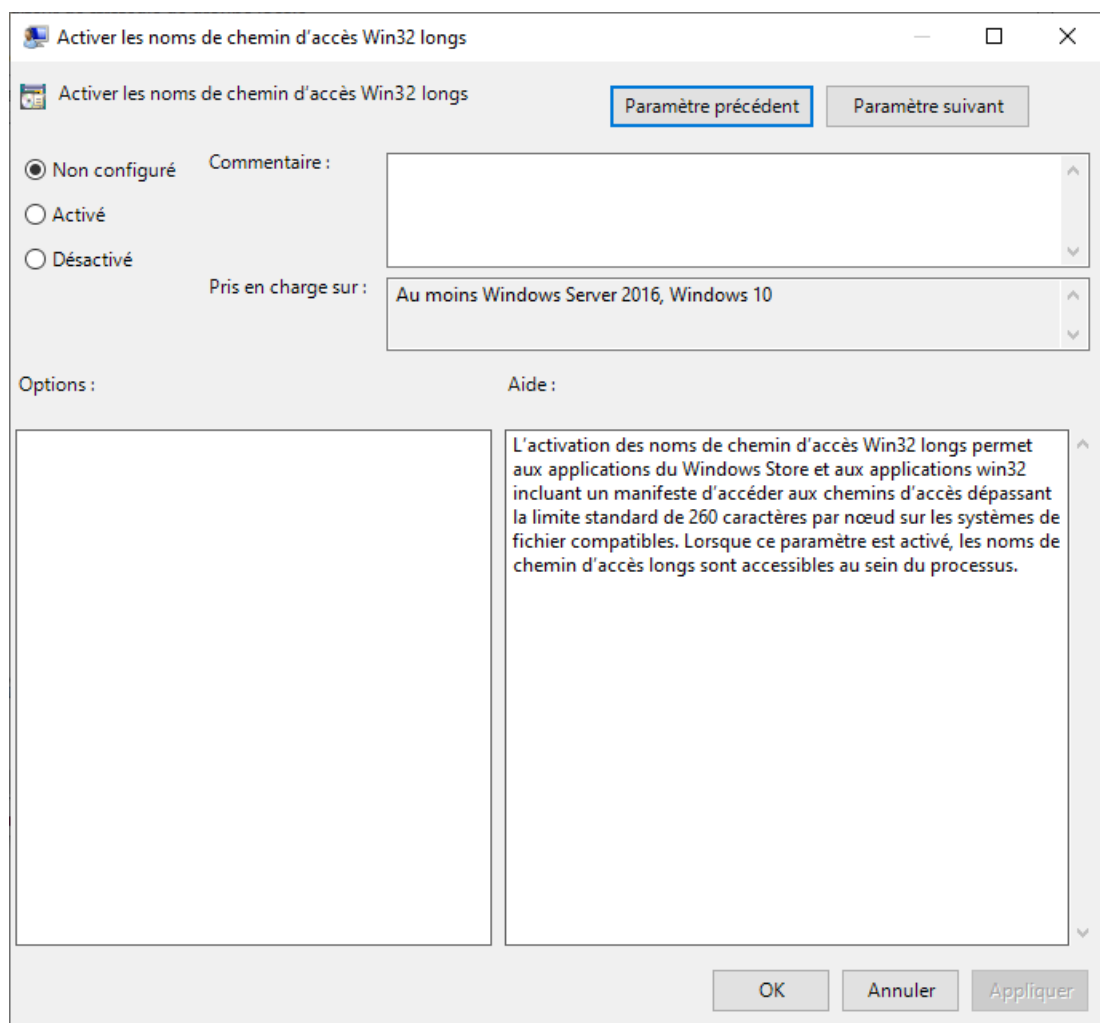 Activer les noms de chemin d'accès Win32 longs
Activer les noms de chemin d'accès Win32 longs
Paramètre précédent
Paramètre suivant
Non configuré
Commentaire :
Activé
Désactivé
Pris en charge sur :
Au moins Windows Server 2016, Windows 10
Options :
Aide :
L'activation des noms de chemin d'accès Win32 longs permet
aux applications du Windows Store et aux applications win32
incluant un manifeste d'accéder aux chemins d'accès dépassant
la limite standard de 260 caractères par nœud sur les systèmes de
fichier compatibles. Lorsque ce paramètre est activé, les noms de
chemin d'accès longs sont accessibles au sein du processus.
OK
Annuler
Appliquer